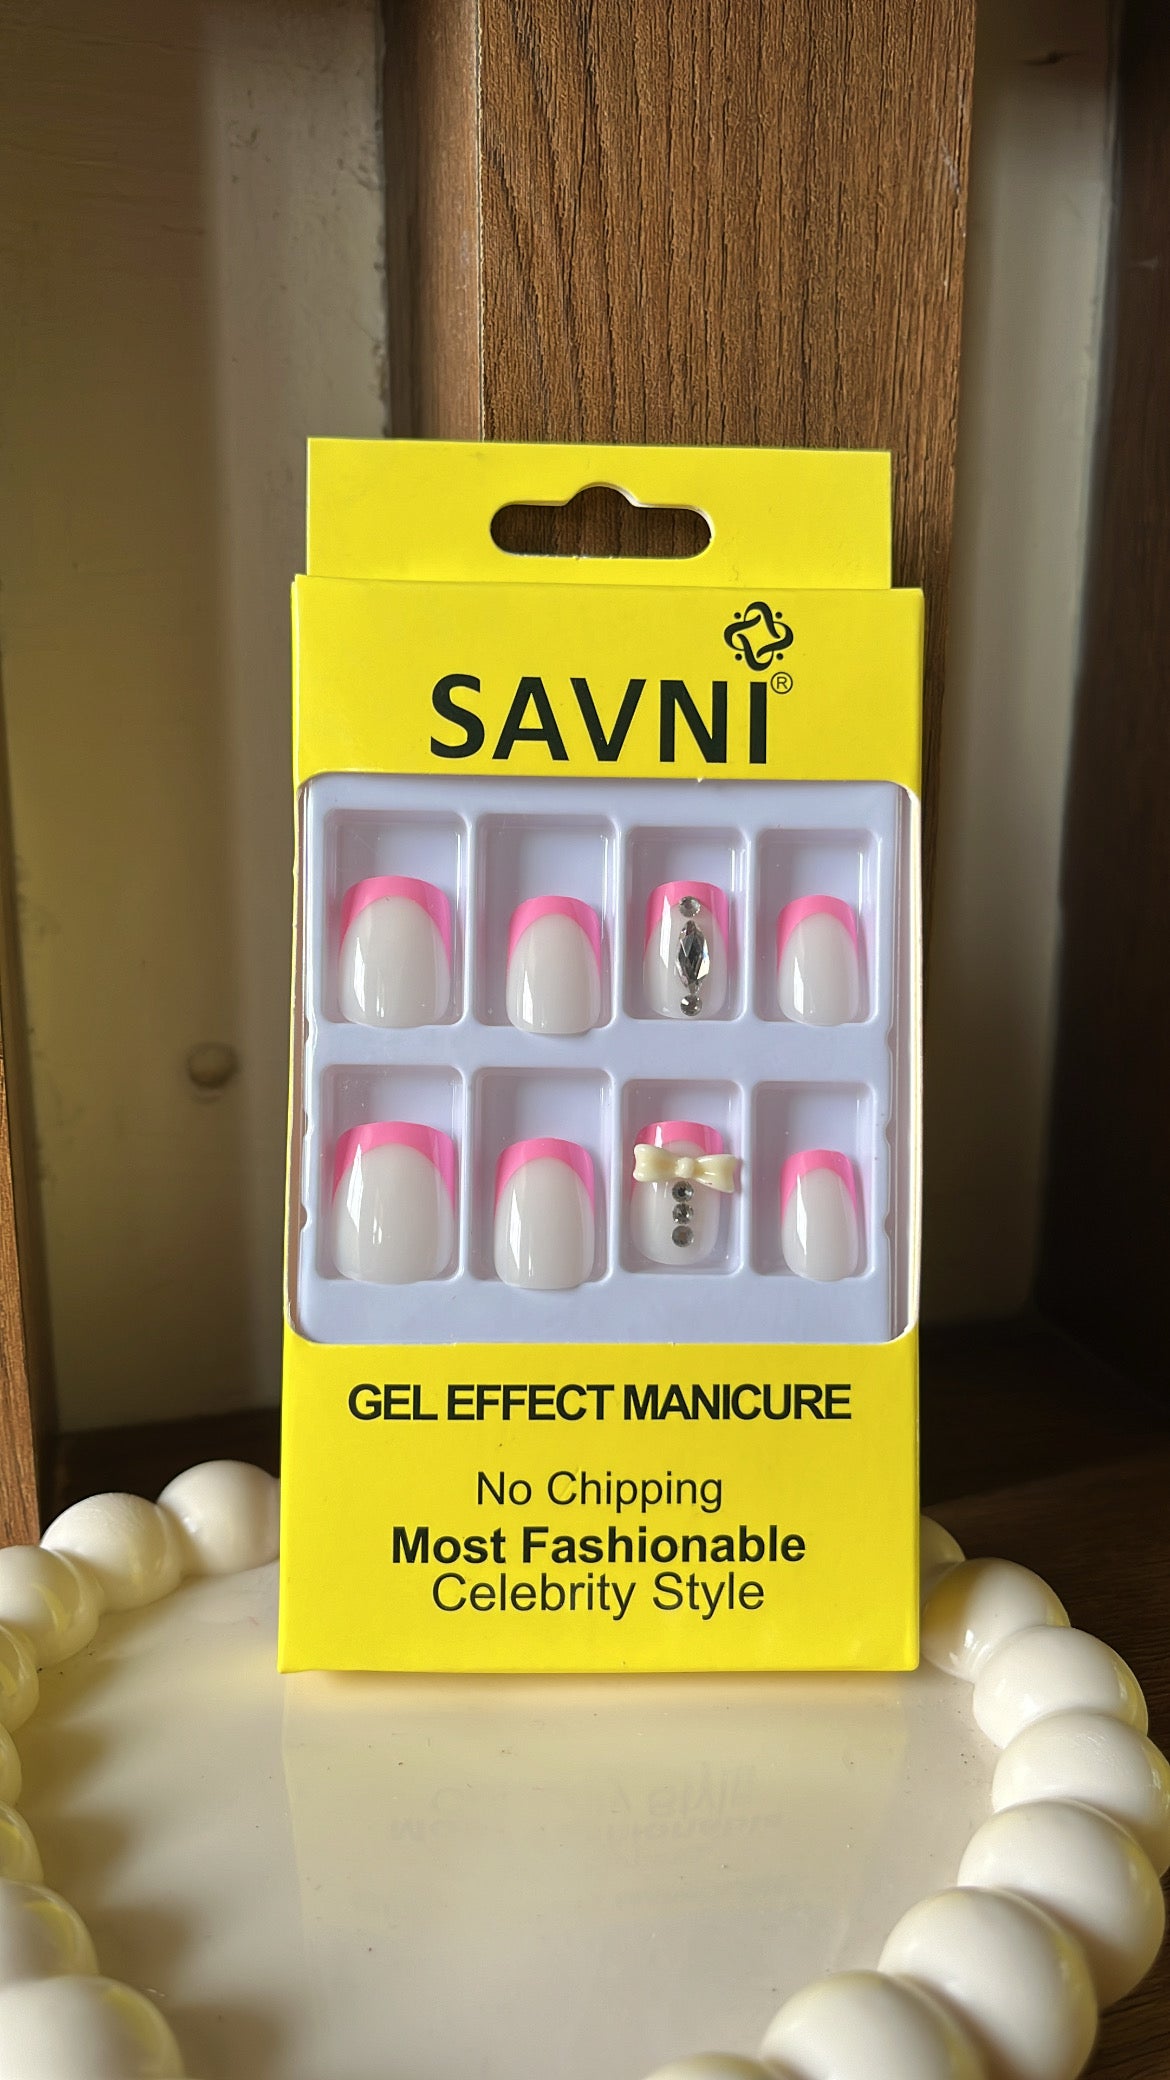 SAVNI®
GEL EFFECT MANICURE
No Chipping
Most Fashionable
Celebrity Style